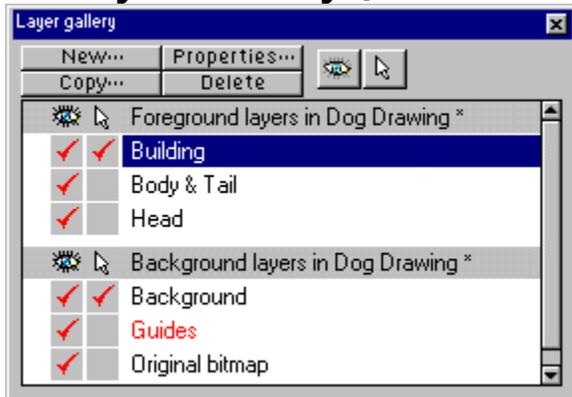 Layer gallery
New··· Properties···
Copy··· Delete
Foreground layers in Dog Drawing *
Building
Body & Tail
Head
Background layers in Dog Drawing *
Background
Guides
Original bitmap